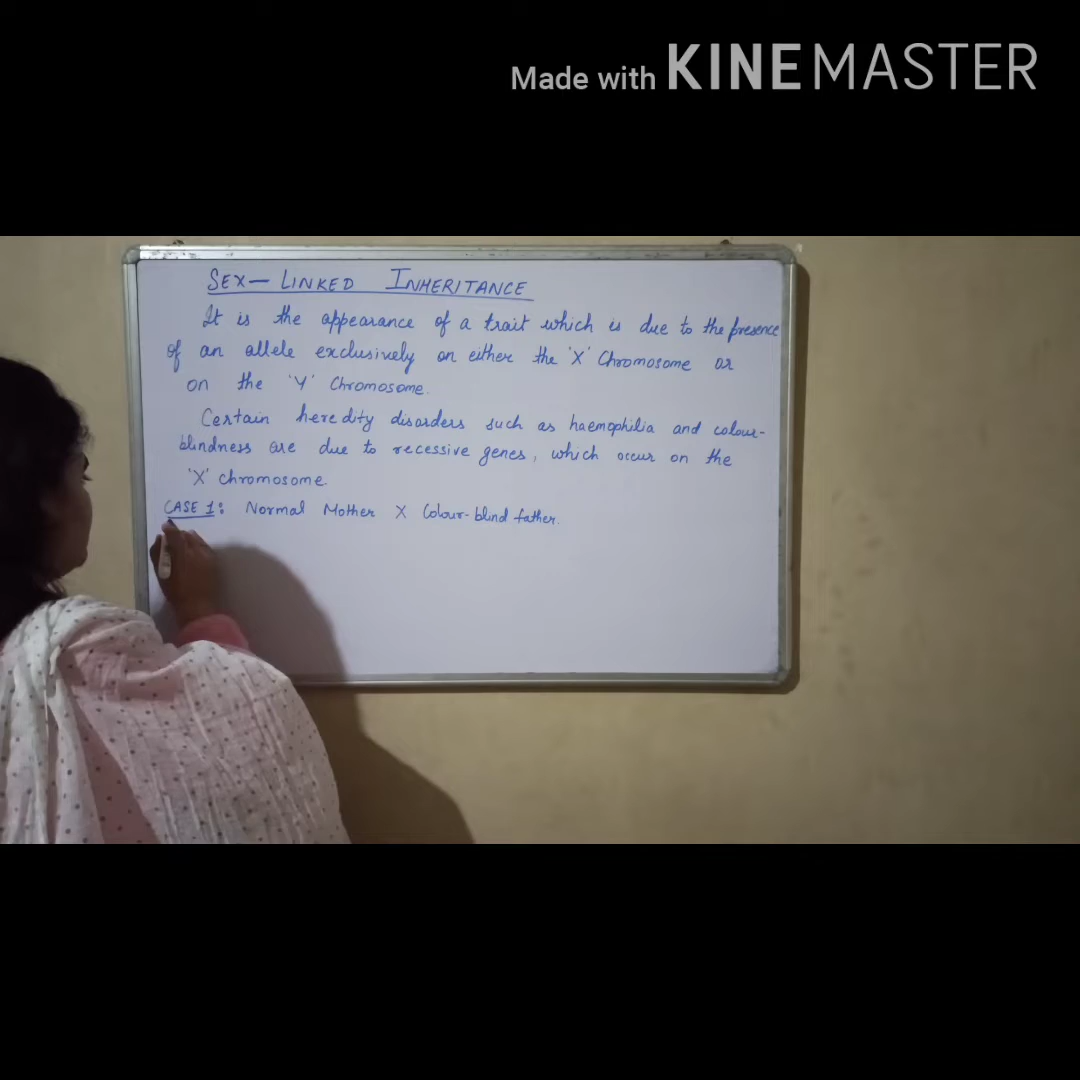 Made with KINEMASTER
SEX- LINKED INHERITANCE
It is the appearance of a trait which is due to the presence
of an allele exclusively on either the 'X' Chromosome or
on the 'Y' Chromosome.
Certain heredity disorders such as haemophilia and colour-
blindness are due to recessive genes, which occur on the
'X' chromosome.
CASE 1: Normal Mother X Colour-blind father.